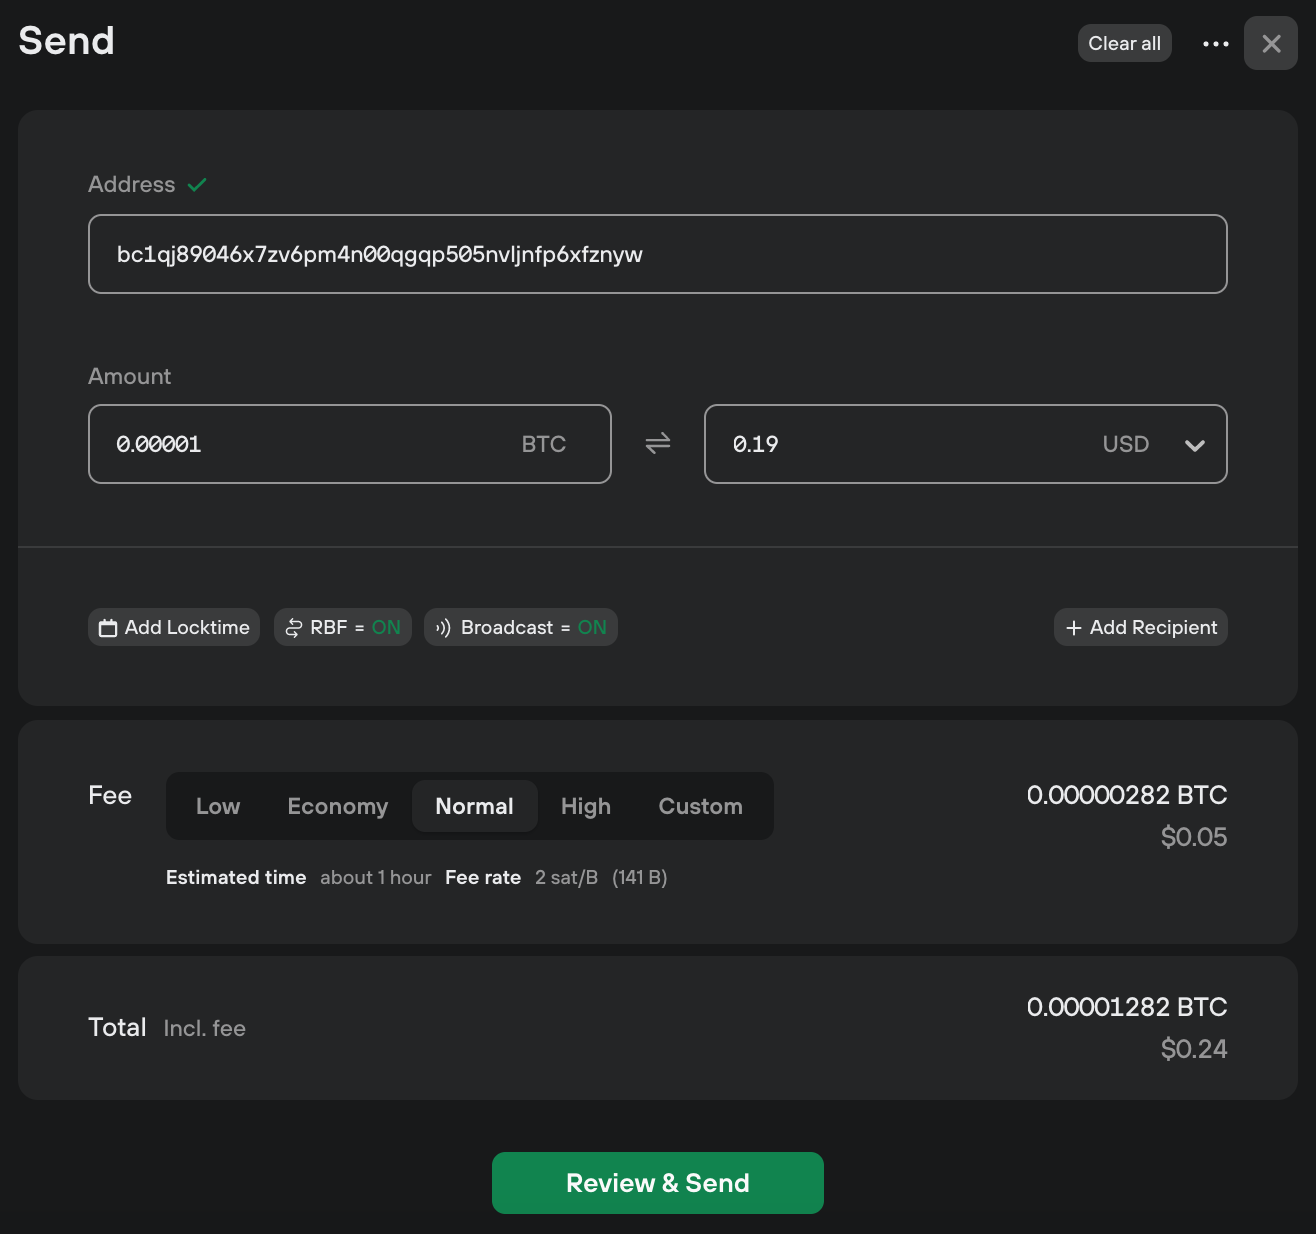 Send
Clear all
Address
bc1qj89046x7zv6pm4n00qgqp505nvljnfp6xfznyw
Amount
0.00001 BTC
0.19 USD
Add Locktime
RBF = ON
Broadcast = ON
+ Add Recipient
Fee
Low
Economy
Normal
High
Custom
0.00000282 BTC
$0.05
Estimated time about 1 hour Fee rate 2 sat/B (141 B)
Total Incl. fee
0.00001282 BTC
$0.24
Review & Send